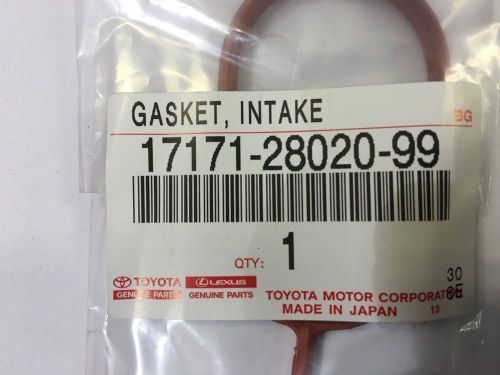 GASKET, INTAKE
BG
17171-28020-99
QTY: 1
30
TOYOTA LEXUS
GENUINE PARTS GENUINE PARTS
TOYOTA MOTOR CORPORATION
MADE IN JAPAN 13